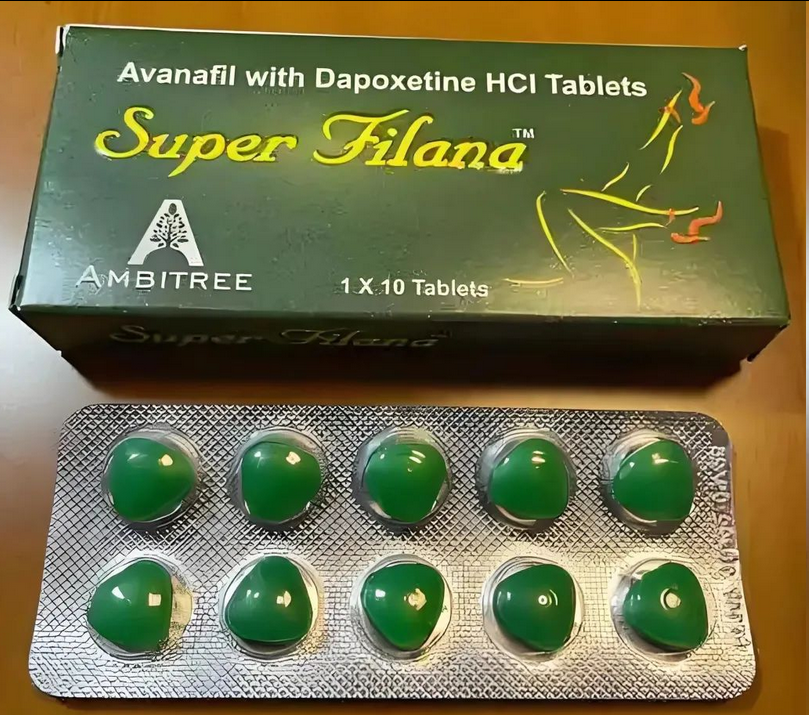 Avanafil with Dapoxetine HCl Tablets
Super Filana™
AMBITREE
1 X 10 Tablets
Super Filana